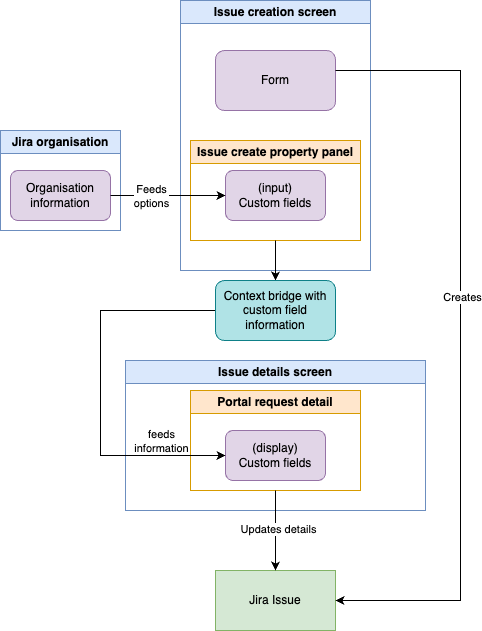 Issue creation screen
Form
Jira organisation
Issue create property panel
Organisation
information
Feeds
options
(input)
Custom fields
Context bridge with
custom field
information
Creates
Issue details screen
Portal request detail
feeds
information
(display)
Custom fields
Updates details
Jira Issue